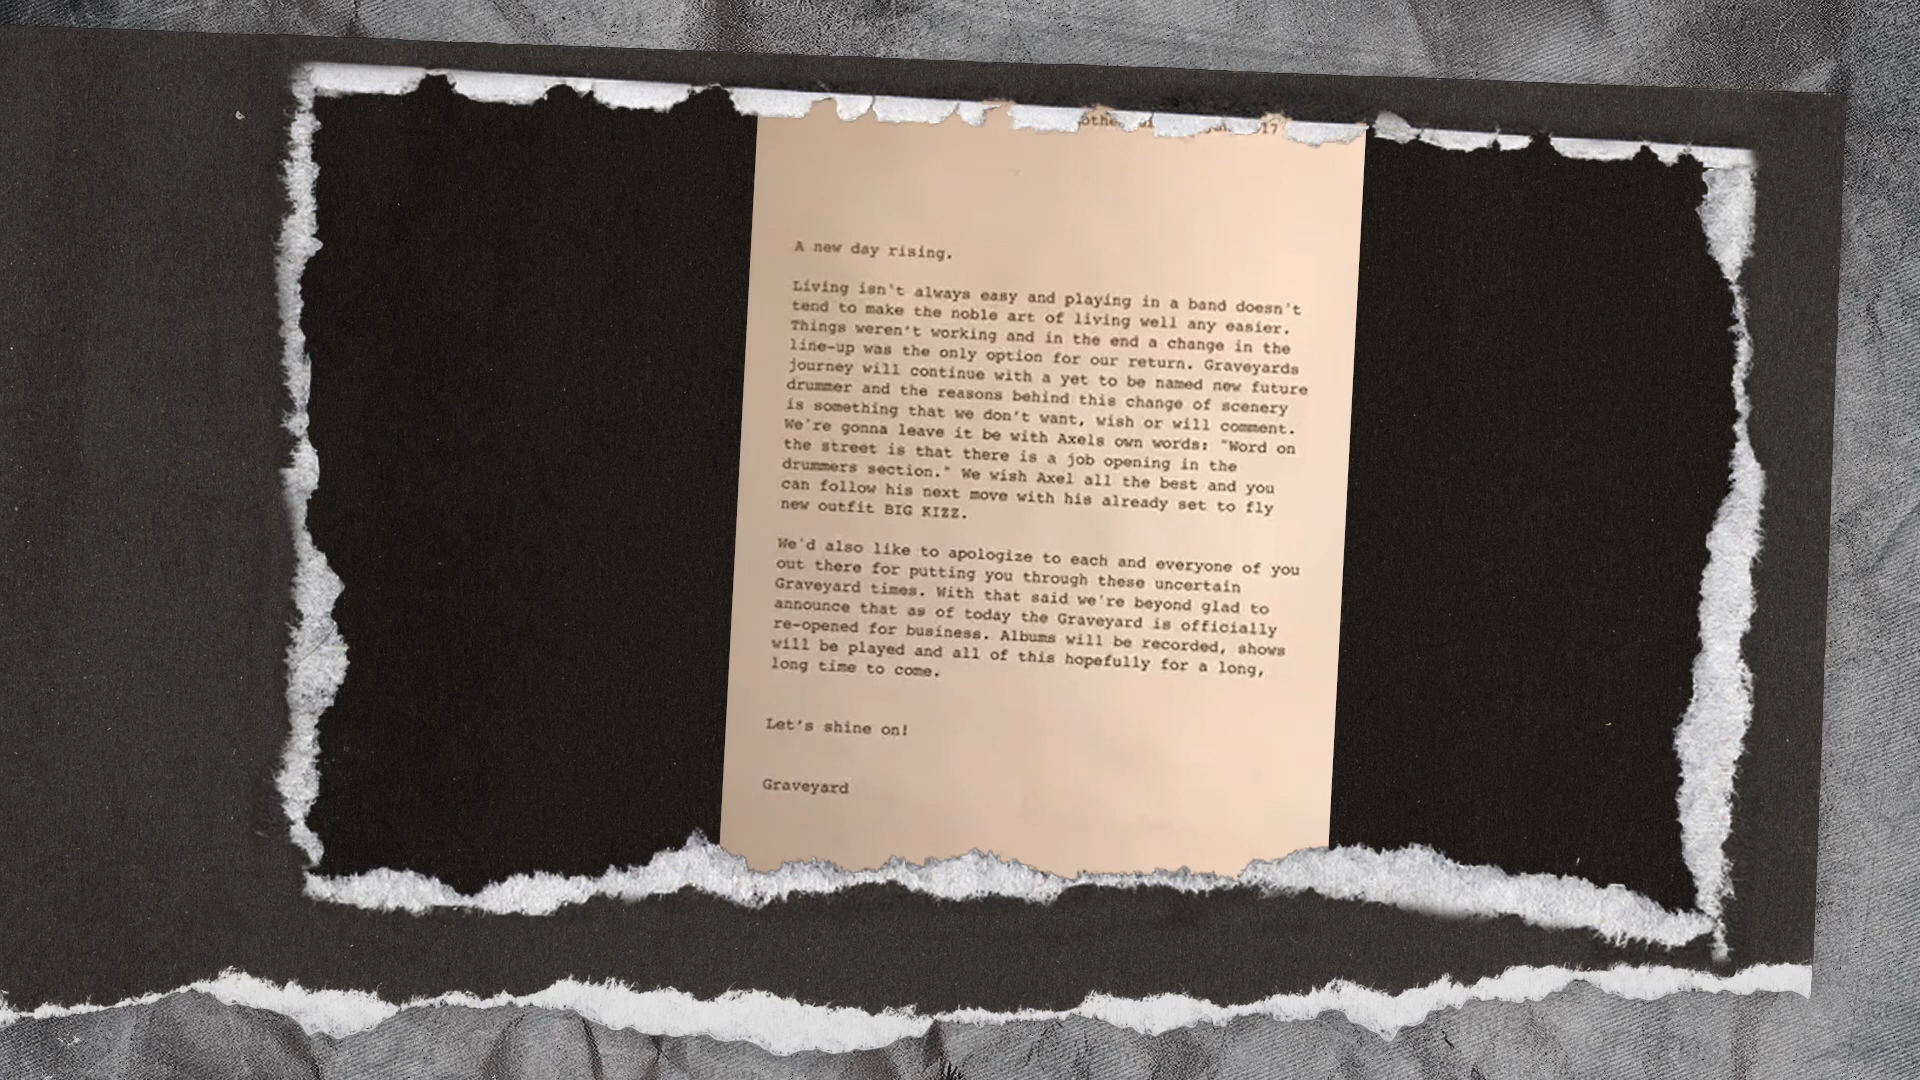 17
A new day rising.
Living isn't always easy and playing in a band doesn't
tend to make the noble art of living well any easier.
Things weren't working and in the end a change in the
line-up was the only option for our return. Graveyards
journey will continue with a yet to be named new future
drummer and the reasons behind this change of scenery
is something that we don't want, wish or will comment.
We're gonna leave it be with Axels own words: "Word on
the street is that there is a job opening in the
drummers section." We wish Axel all the best and you
can follow his next move with his already set to fly
new outfit BIG KIZZ.
We'd also like to apologize to each and everyone of you
out there for putting you through these uncertain
Graveyard times. With that said we're beyond glad to
announce that as of today the Graveyard is officially
re-opened for business. Albums will be recorded, shows
will be played and all of this hopefully for a long,
long time to come.
Let's shine on!
Graveyard